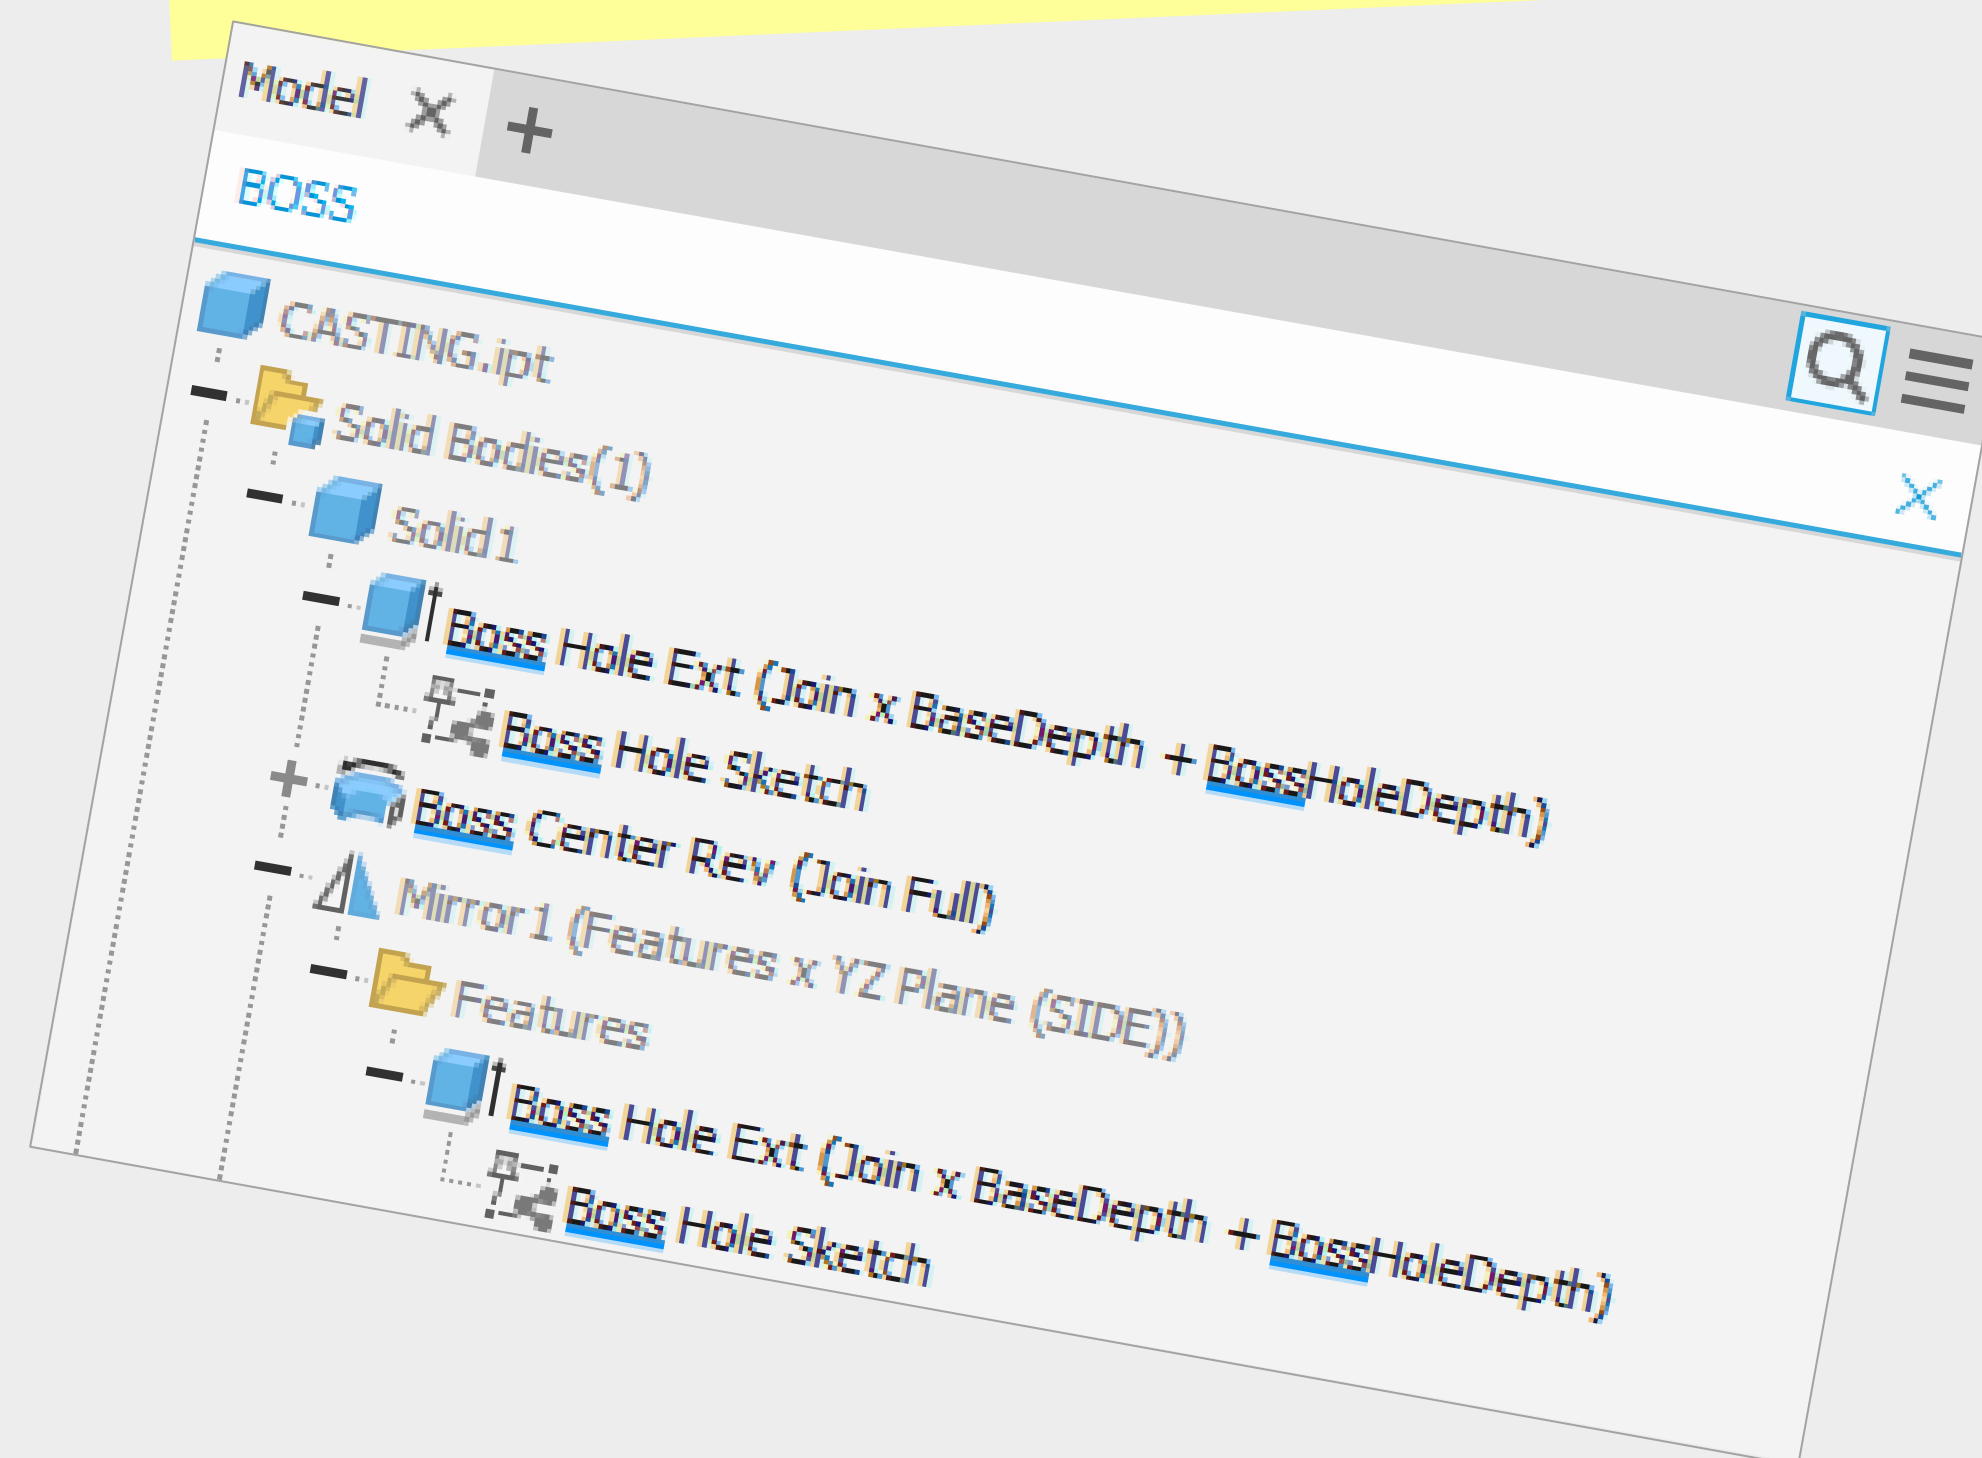 Model
BOSS
CASTING.ipt
Solid Bodies(1)
Solid1
Boss Hole Ext (Join x BaseDepth + BossHoleDepth)
Boss Hole Sketch
Boss Center Rev (Join Full)
Mirror1 (Features x YZ Plane (SIDE))
Features
Boss Hole Ext (Join x BaseDepth + BossHoleDepth)
Boss Hole Sketch